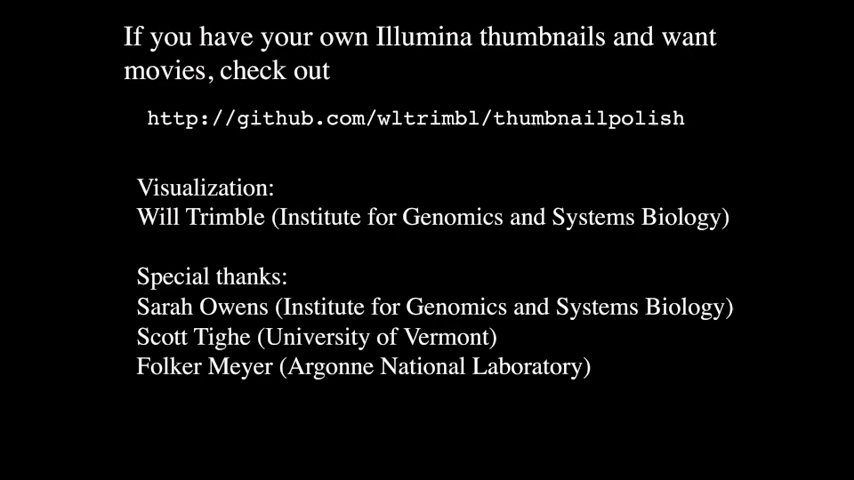 If you have your own Illumina thumbnails and want
movies, check out
http://github.com/wltrimbl/thumbnailpolish
Visualization:
Will Trimble (Institute for Genomics and Systems Biology)
Special thanks:
Sarah Owens (Institute for Genomics and Systems Biology)
Scott Tighe (University of Vermont)
Folker Meyer (Argonne National Laboratory)